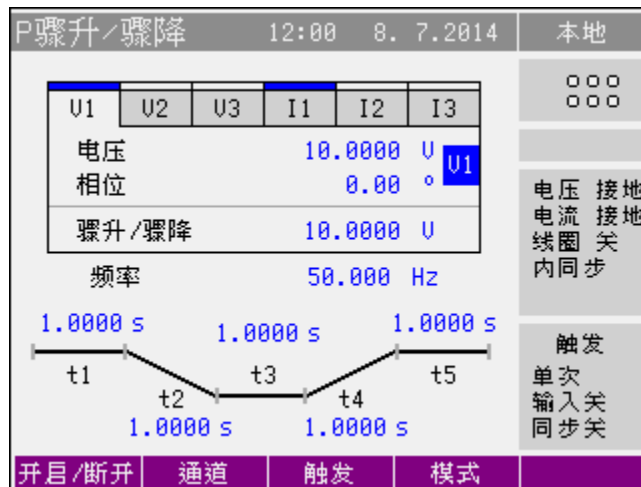 P骤升/骤降 12:00 8. 7.2014 本地
V1 V2 V3 I1 I2 I3
电压 10.0000 V V1
相位 0.00 °
骤升/骤降 10.0000 V
频率 50.000 Hz
1.0000 s 1.0000 s 1.0000 s
t1 t2 t3 t4 t5
1.0000 s 1.0000 s
电压 接地
电流 接地
线圈 关
内同步
触发
单次
输入关
同步关
开启/断开 通道 触发 模式